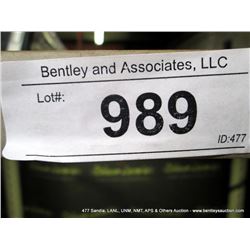 Bentley and Associates, LLC
Lot#:
989
ID:477
477 Sandia, LANL, UNM, NMT, APS & Others Auction - www.bentleysauction.com